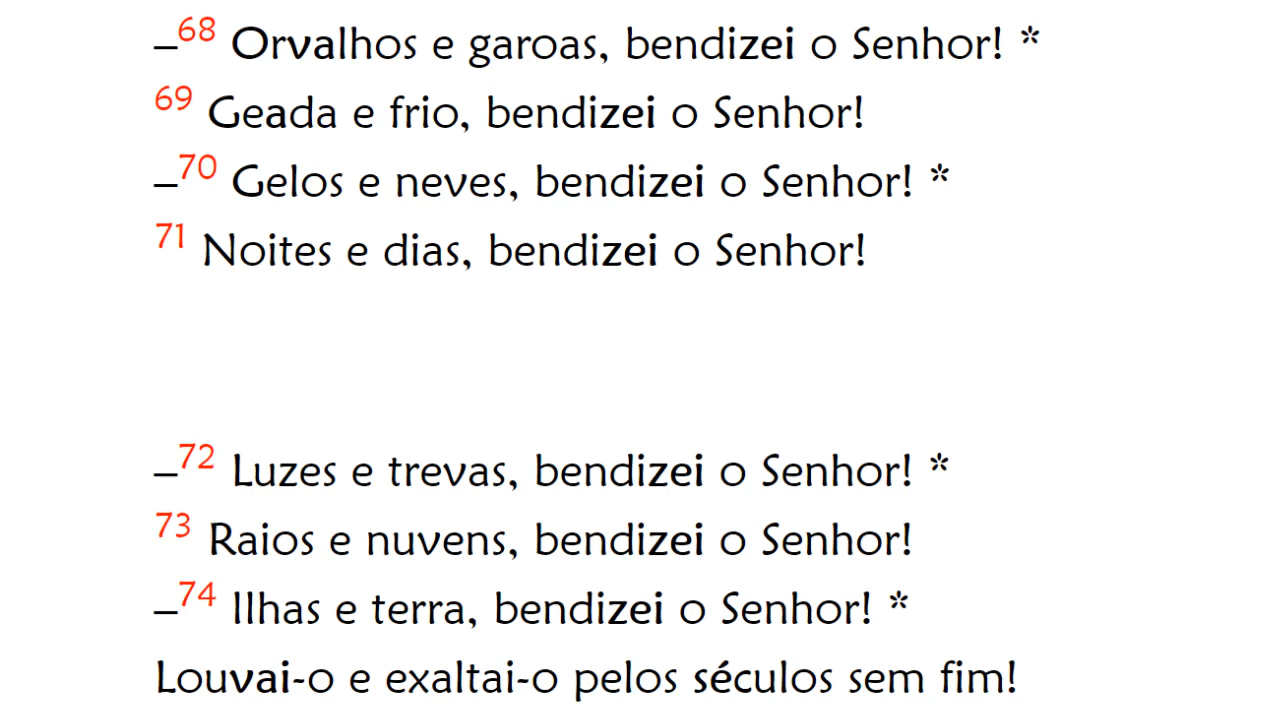 –68 Orvalhos e garoas, bendizei o Senhor! *
69 Geada e frio, bendizei o Senhor!
–70 Gelos e neves, bendizei o Senhor! *
71 Noites e dias, bendizei o Senhor!
–72 Luzes e trevas, bendizei o Senhor! *
73 Raios e nuvens, bendizei o Senhor!
–74 Ilhas e terra, bendizei o Senhor! *
Louvai-o e exaltai-o pelos séculos sem fim!